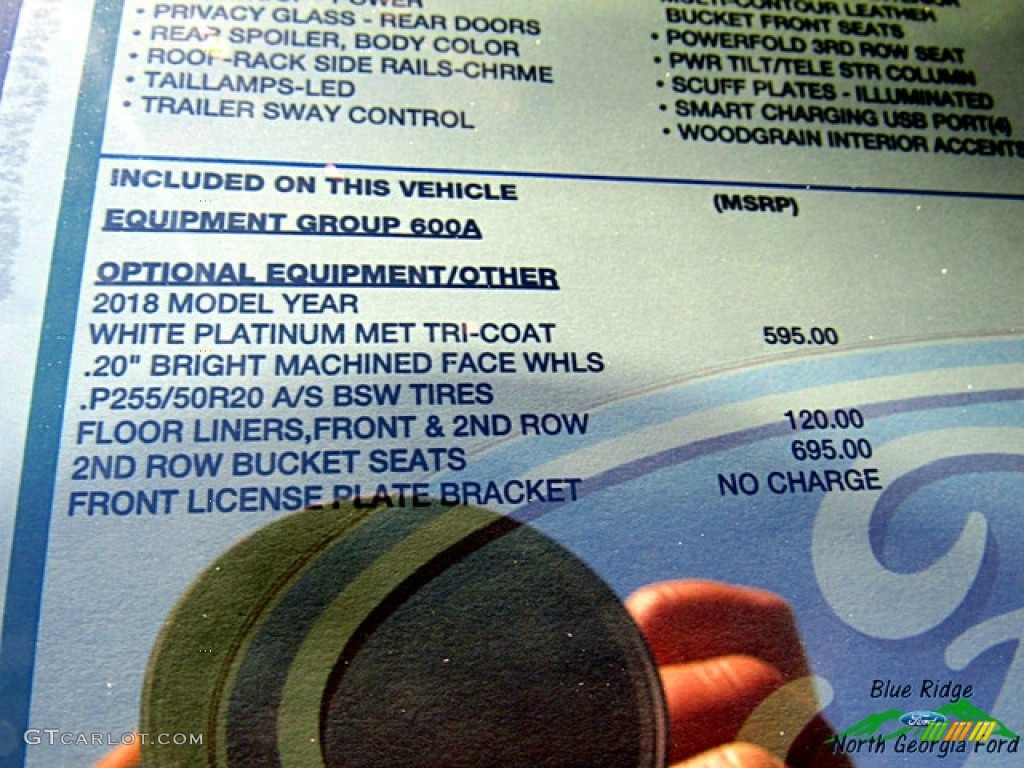 POWER
• PRIVACY GLASS - REAR DOORS
• REAR SPOILER, BODY COLOR
• ROOF-RACK SIDE RAILS-CHRME
• TAILLAMPS-LED
• TRAILER SWAY CONTROL
MULTI-CONTOUR LEATHER
BUCKET FRONT SEATS
• POWERFOLD 3RD ROW SEAT
• PWR TILT/TELE STR COLUMN
• SCUFF PLATES - ILLUMINATED
• SMART CHARGING USB PORT(4)
• WOODGRAIN INTERIOR ACCENTS
INCLUDED ON THIS VEHICLE (MSRP)
EQUIPMENT GROUP 600A
OPTIONAL EQUIPMENT/OTHER
2018 MODEL YEAR
WHITE PLATINUM MET TRI-COAT 595.00
.20" BRIGHT MACHINED FACE WHLS
.P255/50R20 A/S BSW TIRES
FLOOR LINERS,FRONT & 2ND ROW 120.00
2ND ROW BUCKET SEATS 695.00
FRONT LICENSE PLATE BRACKET NO CHARGE
GTCARLOT.COM
Blue Ridge
Ford
North Georgia Ford